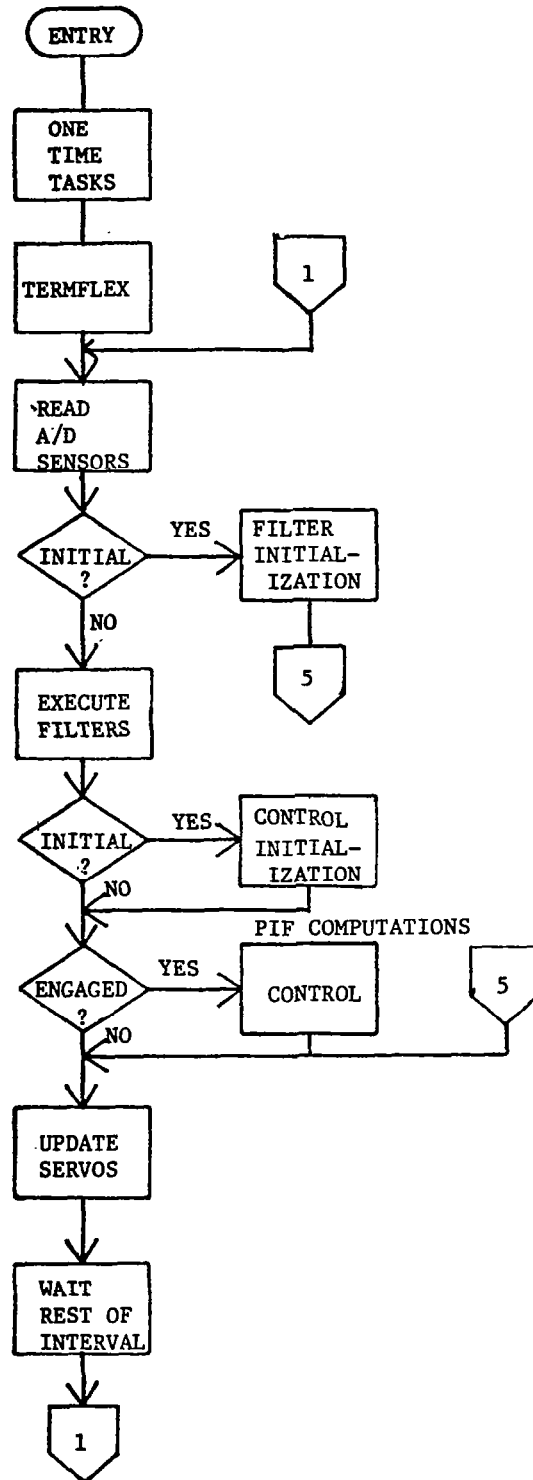 ENTRY
ONE
TIME
TASKS
TERMFLEX
1
READ
A/D
SENSORS
INITIAL
?
YES
FILTER
INITIAL-
IZATION
NO
5
EXECUTE
FILTERS
INITIAL
?
YES
CONTROL
INITIAL-
IZATION
NO
PIF COMPUTATIONS
ENGAGED
?
YES
CONTROL
5
NO
UPDATE
SERVOS
WAIT
REST OF
INTERVAL
1